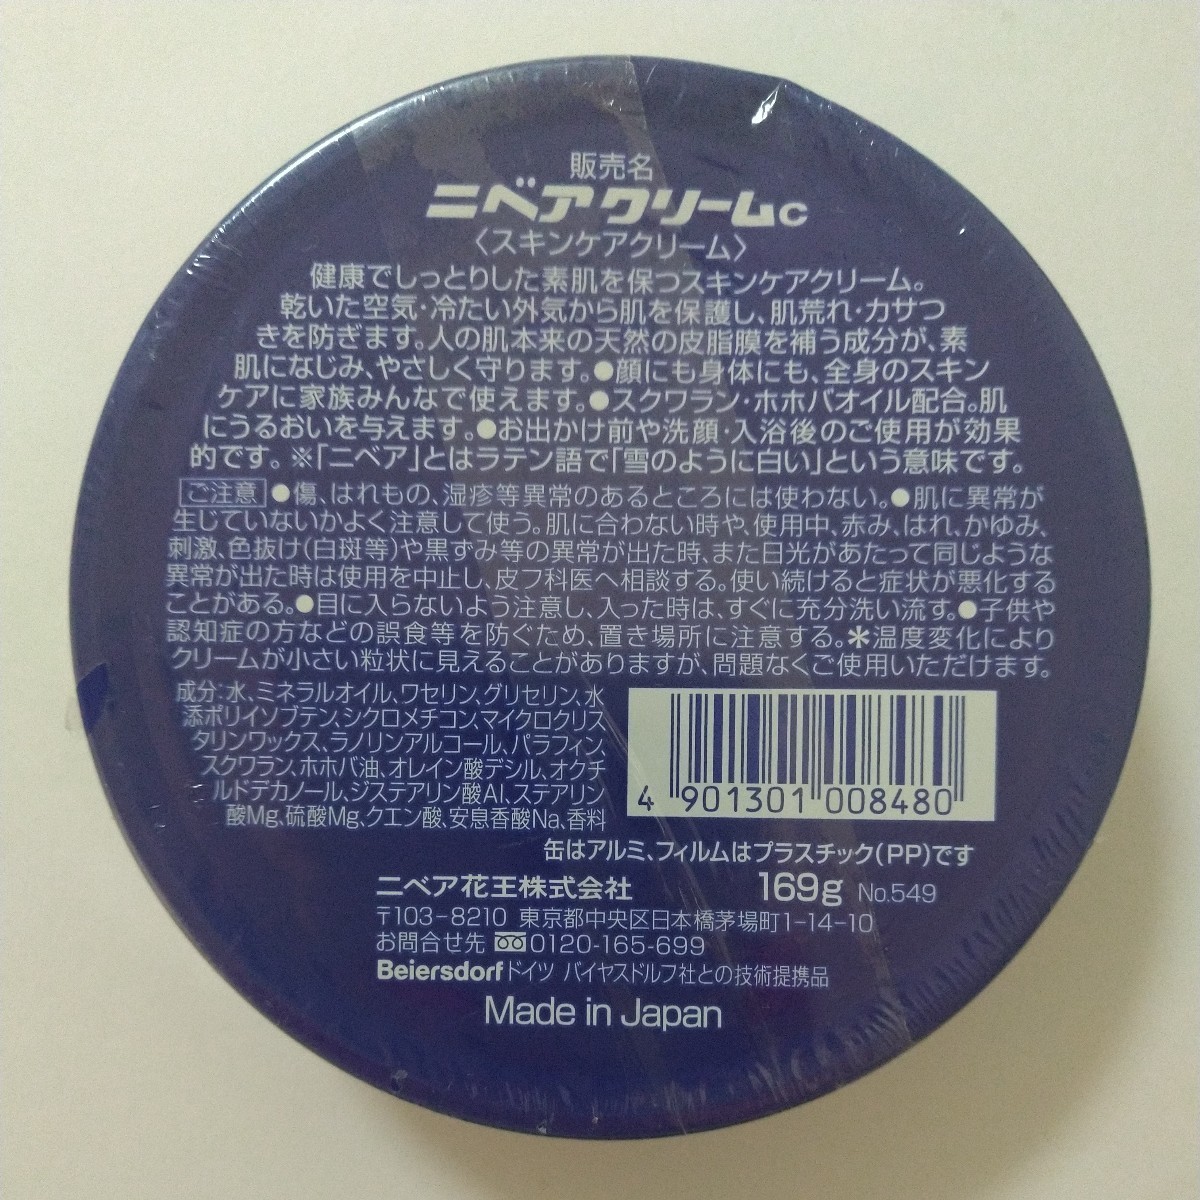 販売名
ニベアクリームc
〈スキンケアクリーム〉
健康でしっとりした素肌を保つスキンケアクリーム。
乾いた空気・冷たい外気から肌を保護し、肌荒れ・カサつ
きを防ぎます。人の肌本来の天然の皮脂膜を補う成分が、素
肌になじみ、やさしく守ります。●顔にも身体にも、全身のスキン
ケアに家族みんなで使えます。●スクワラン・ホホバオイル配合。肌
にうるおいを与えます。●お出かけ前や洗顔・入浴後のご使用が効果
的です。※「ニベア」とはラテン語で「雪のように白い」という意味です。
ご注意 ●傷、はれもの、湿疹等異常のあるところには使わない。●肌に異常が
生じていないかよく注意して使う。肌に合わない時や、使用中、赤み、はれ、かゆみ、
刺激、色抜け(白斑等)や黒ずみ等の異常が出た時、また日光があたって同じような
異常が出た時は使用を中止し、皮フ科医へ相談する。使い続けると症状が悪化する
ことがある。●目に入らないよう注意し、入った時は、すぐに充分洗い流す。●子供や
認知症の方などの誤食等を防ぐため、置き場所に注意する。＊温度変化により
クリームが小さい粒状に見えることがありますが、問題なくご使用いただけます。
成分:水、ミネラルオイル、ワセリン、グリセリン、水
添ポリイソブテン、シクロメチコン、マイクロクリス
タリンワックス、ラノリンアルコール、パラフィン、
スクワラン、ホホバ油、オレイン酸デシル、オクチ
ルドデカノール、ジステアリン酸Al、ステアリン
酸Mg、硫酸Mg、クエン酸、安息香酸Na、香料
4 901301 008480
缶はアルミ、フィルムはプラスチック(PP)です
ニベア花王株式会社 169g No.549
〒103-8210 東京都中央区日本橋茅場町1-14-10
お問合せ先 0120-165-699
Beiersdorfドイツ バイヤスドルフ社との技術提携品
Made in Japan